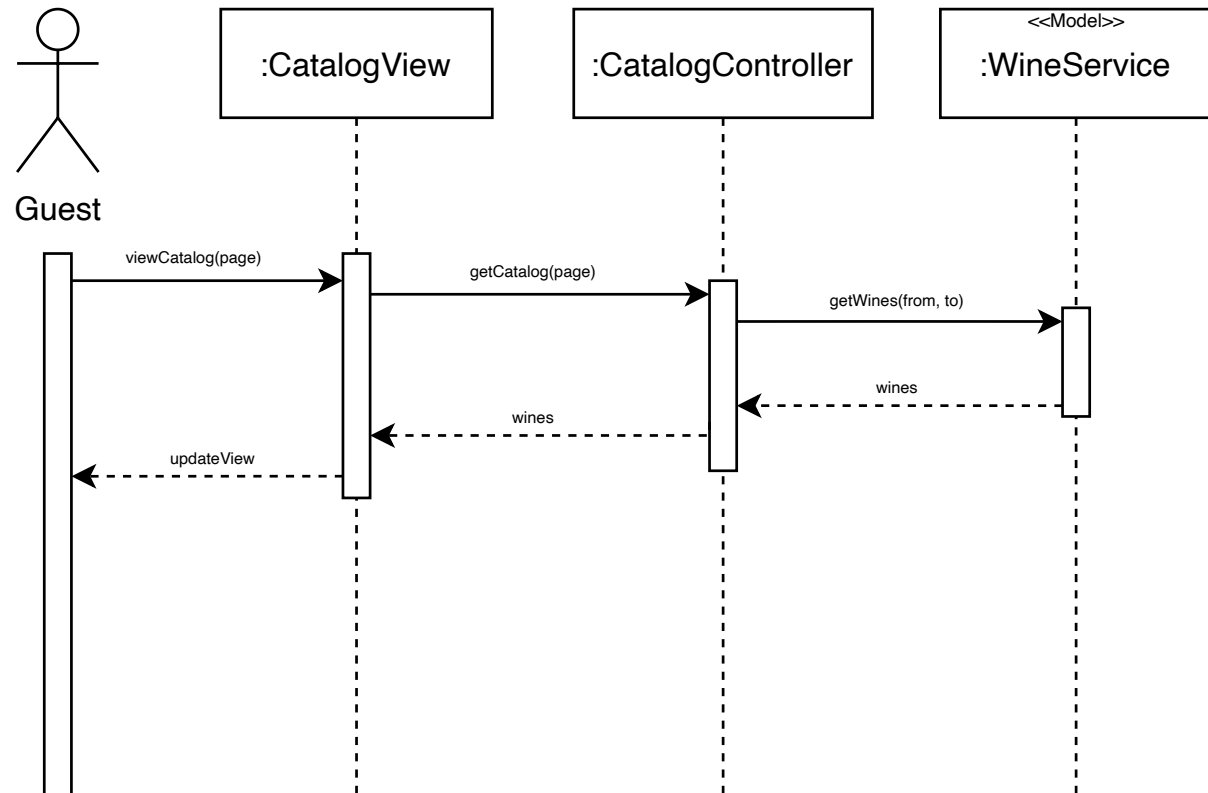 <<Model>>
:CatalogView
:CatalogController
:WineService
Guest
viewCatalog(page)
getCatalog(page)
getWines(from, to)
wines
wines
updateView